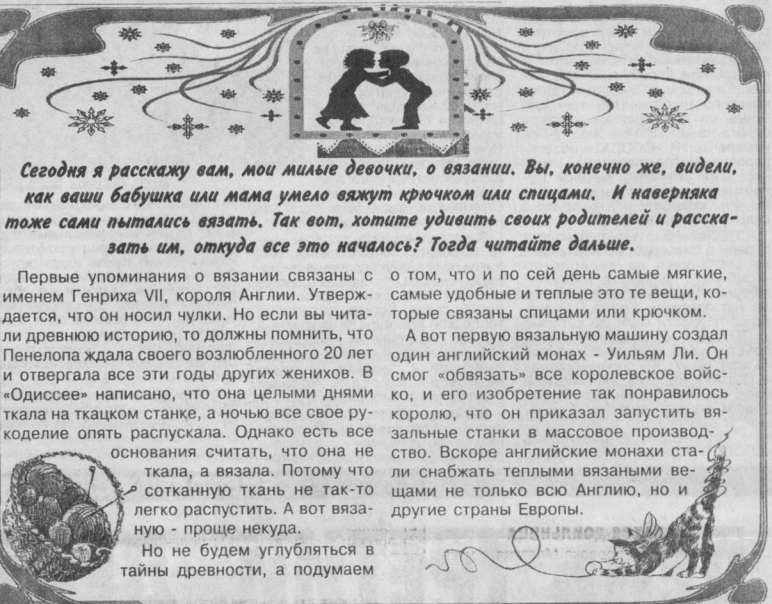 Сегодня я расскажу вам, мои милые девочки, о вязании. Вы, конечно же, видели,
как ваши бабушка или мама умело вяжут крючком или спицами. И наверняка
тоже сами пытались вязать. Так вот, хотите удивить своих родителей и расска-
зать им, откуда все это началось? Тогда читайте дальше.
Первые упоминания о вязании связаны с
именем Генриха VII, короля Англии. Утверж-
дается, что он носил чулки. Но если вы чита-
ли древнюю историю, то должны помнить, что
Пенелопа ждала своего возлюбленного 20 лет
и отвергала все эти годы других женихов. В
«Одиссее» написано, что она целыми днями
ткала на ткацком станке, а ночью все свое ру-
коделие опять распускала. Однако есть все
основания считать, что она не
ткала, а вязала. Потому что
сотканную ткань не так-то
легко распустить. А вот вяза-
ную - проще некуда.
Но не будем углубляться в
тайны древности, а подумаем
о том, что и по сей день самые мягкие,
самые удобные и теплые это те вещи, ко-
торые связаны спицами или крючком.
А вот первую вязальную машину создал
один английский монах - Уильям Ли. Он
смог «обвязать» все королевское войс-
ко, и его изобретение так понравилось
королю, что он приказал запустить вя-
зальные станки в массовое производ-
ство. Вскоре английские монахи ста-
ли снабжать теплыми вязаными ве-
щами не только всю Англию, но и
другие страны Европы.